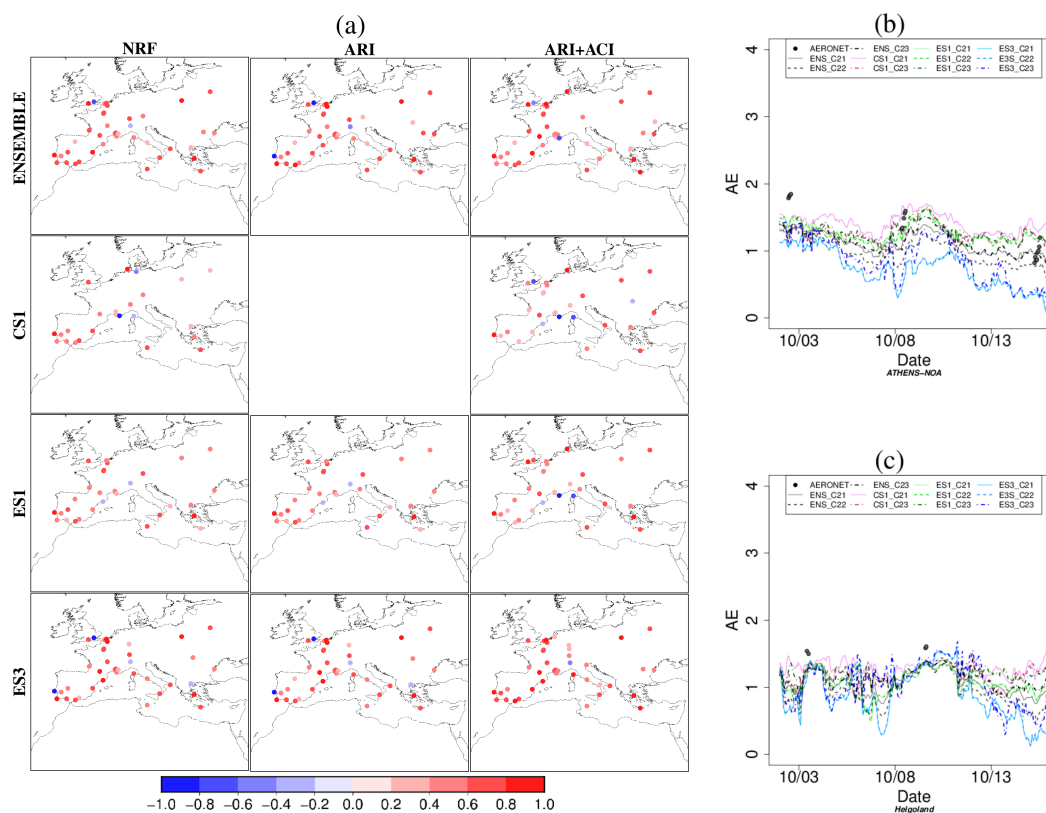 (a)
NRF
ARI
ARI+ACI
ENSEMBLE
CS1
ES1
ES3
−1.0 −0.8 −0.6 −0.4 −0.2 0.0 0.2 0.4 0.6 0.8 1.0
(b)
AERONET ENS_C23 ES1_C21 ES3_C21
ENS_C21 CS1_C21 ES1_C22 E3S_C22
ENS_C22 CS1_C23 ES1_C23 ES3_C23
AE
4
3
2
1
0
10/03 10/08 10/13
Date
ATHENS−NOA
(c)
AERONET ENS_C23 ES1_C21 ES3_C21
ENS_C21 CS1_C21 ES1_C22 E3S_C22
ENS_C22 CS1_C23 ES1_C23 ES3_C23
AE
4
3
2
1
0
10/03 10/08 10/13
Date
Helgoland